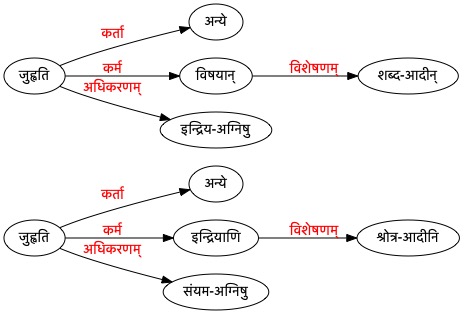 अन्ये
कर्ता
जुह्वति कर्म विषयान् विशेषणम् शब्द-आदीन्
अधिकरणम्
इन्द्रिय-अग्निषु
अन्ये
कर्ता
जुह्वति कर्म इन्द्रियाणि विशेषणम् श्रोत्र-आदीनि
अधिकरणम्
संयम-अग्निषु